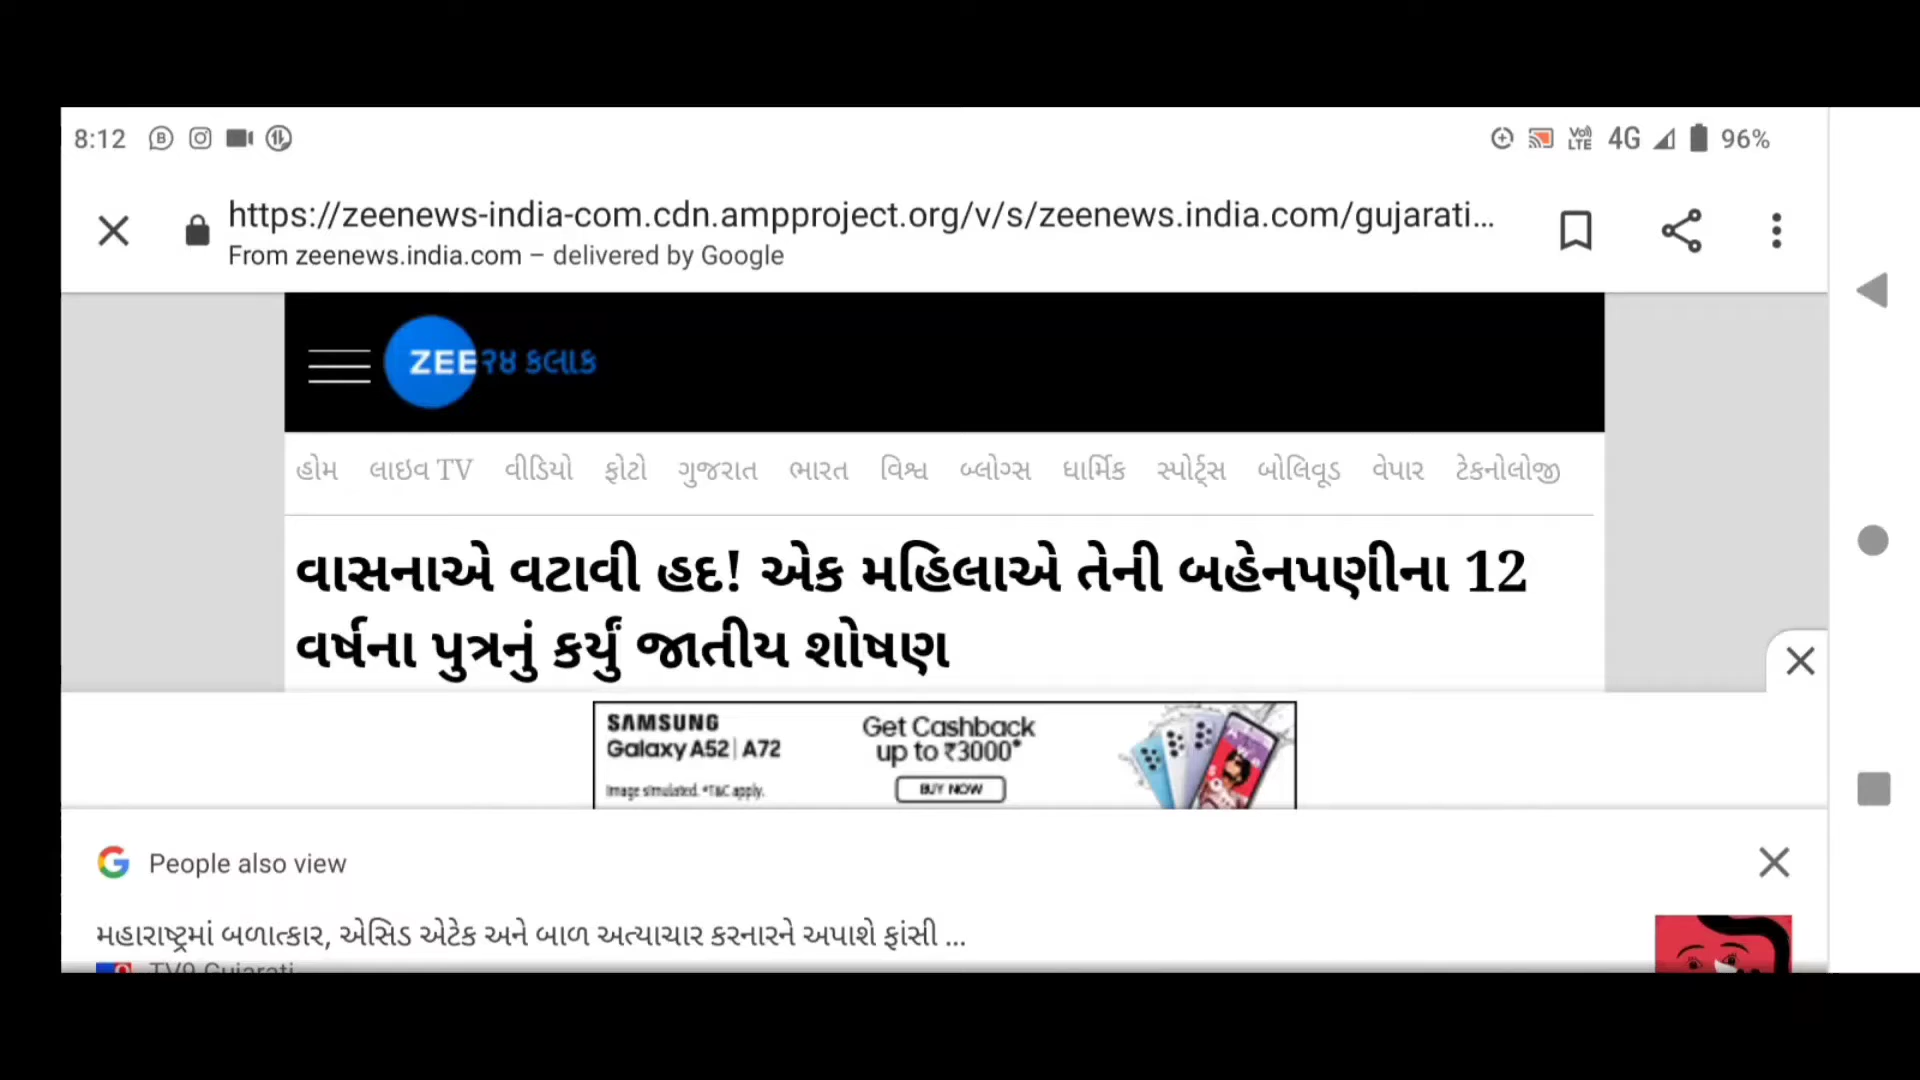 8:12
4G 96%
https://zeenews-india-com.cdn.ampproject.org/v/s/zeenews.india.com/gujarati...
From zeenews.india.com – delivered by Google
ZEE ૨૪ કલાક
હોમ લાઇવ TV વીડિયો ફોટો ગુજરાત ભારત વિશ્વ બ્લોગ્સ ધાર્મિક સ્પોર્ટ્સ બોલિવૂડ વેપાર ટેકનોલોજી
વાસનાએ વટાવી હદ! એક મહિલાએ તેની બહેનપણીના 12
વર્ષના પુત્રનું કર્યું જાતીય શોષણ
SAMSUNG
Galaxy A52 | A72
Image simulated. *T&C apply.
Get Cashback
up to ₹3000*
BUY NOW
People also view
મહારાષ્ટ્રમાં બળાત્કાર, એસિડ એટેક અને બાળ અત્યાચાર કરનારને અપાશે ફાંસી ...
TV9 Gujarati